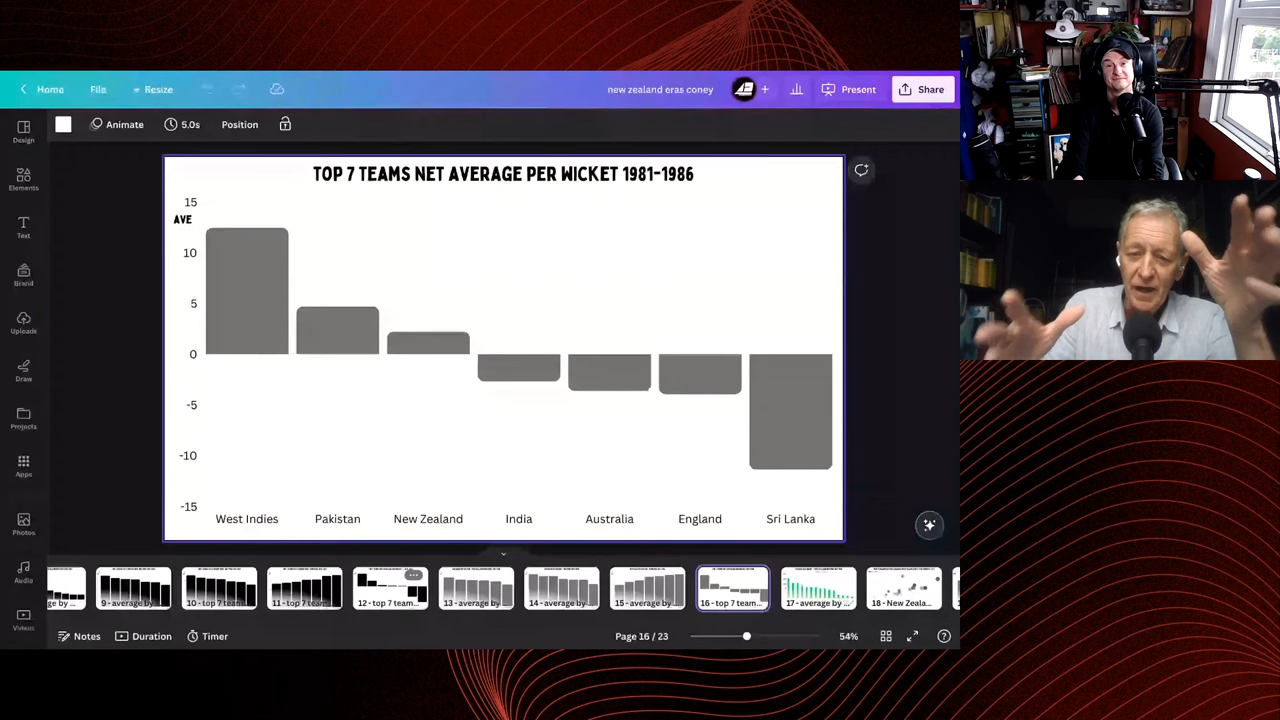 Home File Resize new zealand eras coney Present Share
Animate 5.0s Position
Design
Elements
Text
Brand
Uploads
Draw
Projects
Apps
Photos
Audio
Videos
TOP 7 TEAMS NET AVERAGE PER WICKET 1981-1986
15
AVE
10
5
0
-5
-10
-15
West Indies Pakistan New Zealand India Australia England Sri Lanka
ge by ... 9 - average by ... 10 - top 7 team... 11 - top 7 team... 12 - top 7 team... 13 - average by ... 14 - average by ... 15 - average by ... 16 - top 7 team... 17 - average by ... 18 - New Zeala...
Notes Duration Timer Page 16 / 23 54%